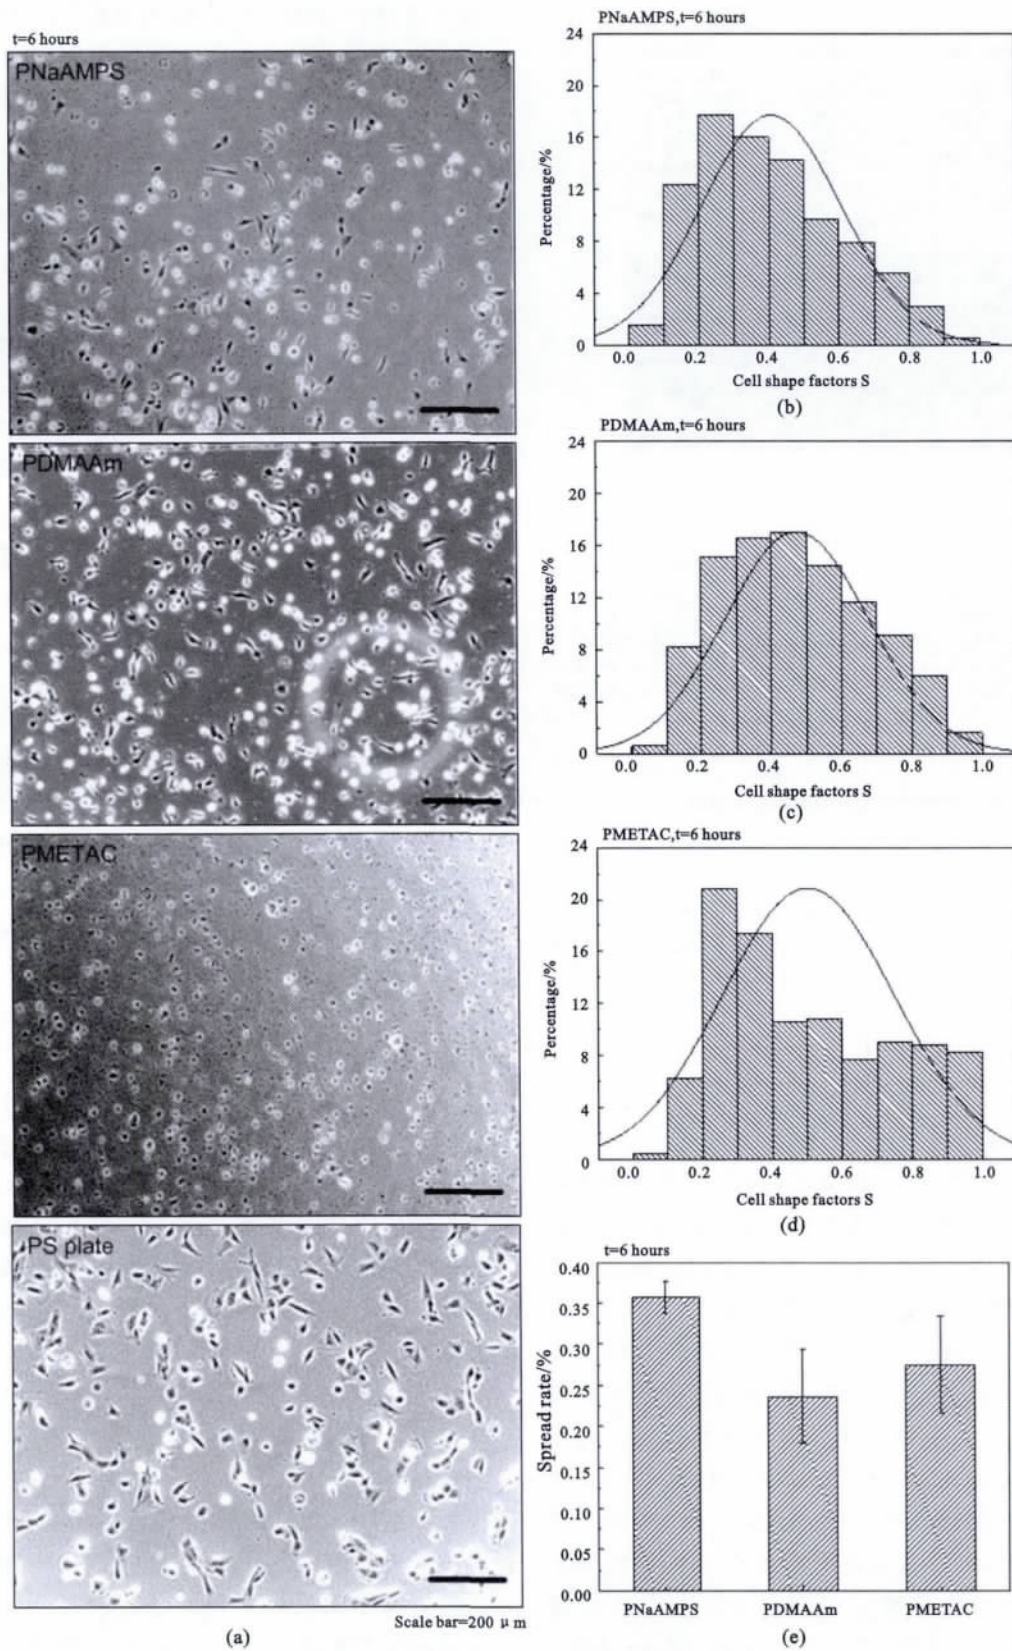 t=6 hours
PNaAMPS
PDMAAm
PMETAC
PS plate
Scale bar=200 μm
(a)
PNaAMPS,t=6 hours
24
20
16
12
8
4
0
Percentage/%
0.0 0.2 0.4 0.6 0.8 1.0
Cell shape factors S
(b)
PDMAAm,t=6 hours
24
20
16
12
8
4
0
Percentage/%
0.0 0.2 0.4 0.6 0.8 1.0
Cell shape factors S
(c)
PMETAC,t=6 hours
24
20
16
12
8
4
0
Percentage/%
0.0 0.2 0.4 0.6 0.8 1.0
Cell shape factors S
(d)
t=6 hours
0.40
0.35
0.30
0.25
0.20
0.15
0.10
0.05
0.00
Spread rate/%
PNaAMPS PDMAAm PMETAC
(e)